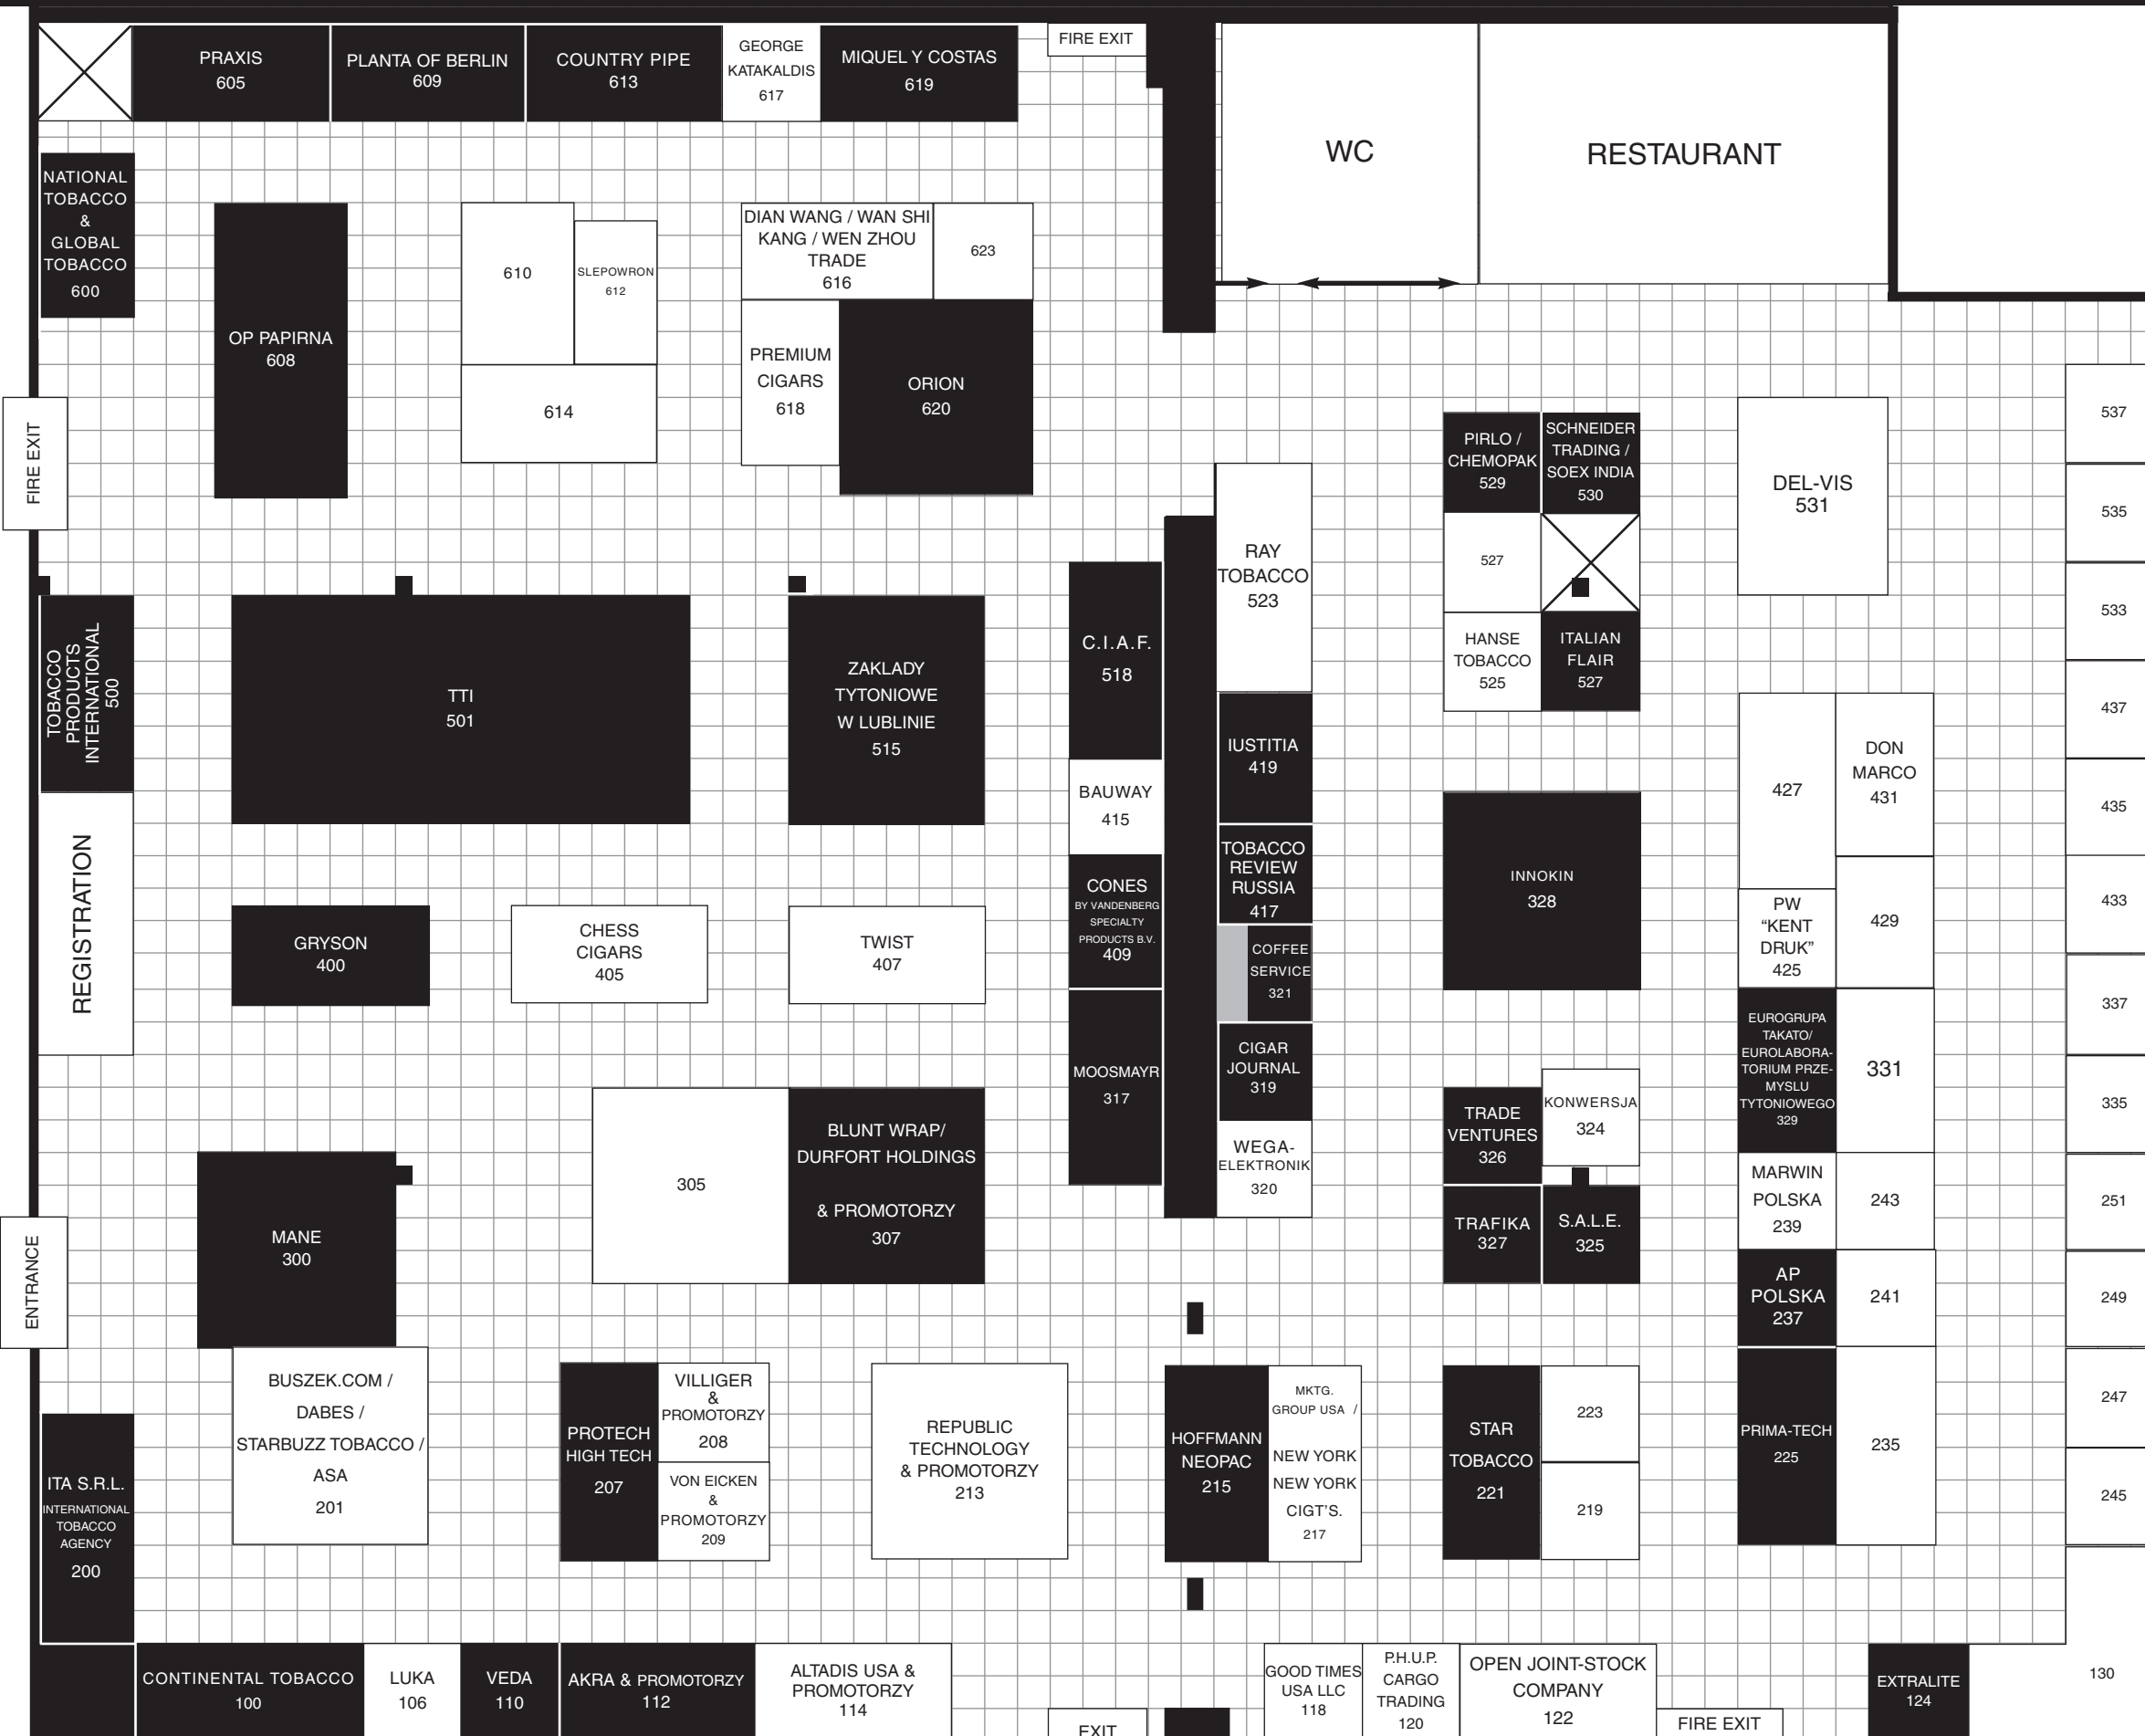 PRAXIS
605
PLANTA OF BERLIN
609
COUNTRY PIPE
613
GEORGE
KATAKALDIS
617
MIQUEL Y COSTAS
619
FIRE EXIT
WC
RESTAURANT
NATIONAL
TOBACCO
&
GLOBAL
TOBACCO
600
OP PAPIRNA
608
610
SLEPOWRON
612
614
DIAN WANG / WAN SHI
KANG / WEN ZHOU
TRADE
616
623
PREMIUM
CIGARS
618
ORION
620
FIRE EXIT
PIRLO /
CHEMOPAK
529
SCHNEIDER
TRADING /
SOEX INDIA
530
527
HANSE
TOBACCO
525
ITALIAN
FLAIR
527
DEL-VIS
531
537
535
533
437
435
433
337
335
251
249
247
245
TOBACCO
PRODUCTS
INTERNATIONAL
500
TTI
501
ZAKLADY
TYTONIOWE
W LUBLINIE
515
C.I.A.F.
518
RAY
TOBACCO
523
IUSTITIA
419
BAUWAY
415
TOBACCO
REVIEW
RUSSIA
417
CONES
BY VANDENBERG
SPECIALTY
PRODUCTS B.V.
409
COFFEE
SERVICE
321
MOOSMAYR
317
CIGAR
JOURNAL
319
WEGA-
ELEKTRONIK
320
INNOKIN
328
427
DON
MARCO
431
PW
“KENT
DRUK”
425
429
EUROGRUPA
TAKATO/
EUROLABORA-
TORIUM PRZE-
MYSLU
TYTONIOWEGO
329
331
MARWIN
POLSKA
239
243
AP
POLSKA
237
241
PRIMA-TECH
225
235
REGISTRATION
GRYSON
400
CHESS
CIGARS
405
TWIST
407
305
BLUNT WRAP/
DURFORT HOLDINGS
& PROMOTORZY
307
TRADE
VENTURES
326
KONWERSJA
324
TRAFIKA
327
S.A.L.E.
325
ENTRANCE
MANE
300
BUSZEK.COM /
DABES /
STARBUZZ TOBACCO /
ASA
201
PROTECH
HIGH TECH
207
VILLIGER
&
PROMOTORZY
208
VON EICKEN
&
PROMOTORZY
209
REPUBLIC
TECHNOLOGY
& PROMOTORZY
213
HOFFMANN
NEOPAC
215
MKTG.
GROUP USA /
NEW YORK
NEW YORK
CIGT'S.
217
STAR
TOBACCO
221
223
219
ITA S.R.L.
INTERNATIONAL
TOBACCO
AGENCY
200
CONTINENTAL TOBACCO
100
LUKA
106
VEDA
110
AKRA & PROMOTORZY
112
ALTADIS USA &
PROMOTORZY
114
EXIT
GOOD TIMES
USA LLC
118
P.H.U.P.
CARGO
TRADING
120
OPEN JOINT-STOCK
COMPANY
122
FIRE EXIT
EXTRALITE
124
130